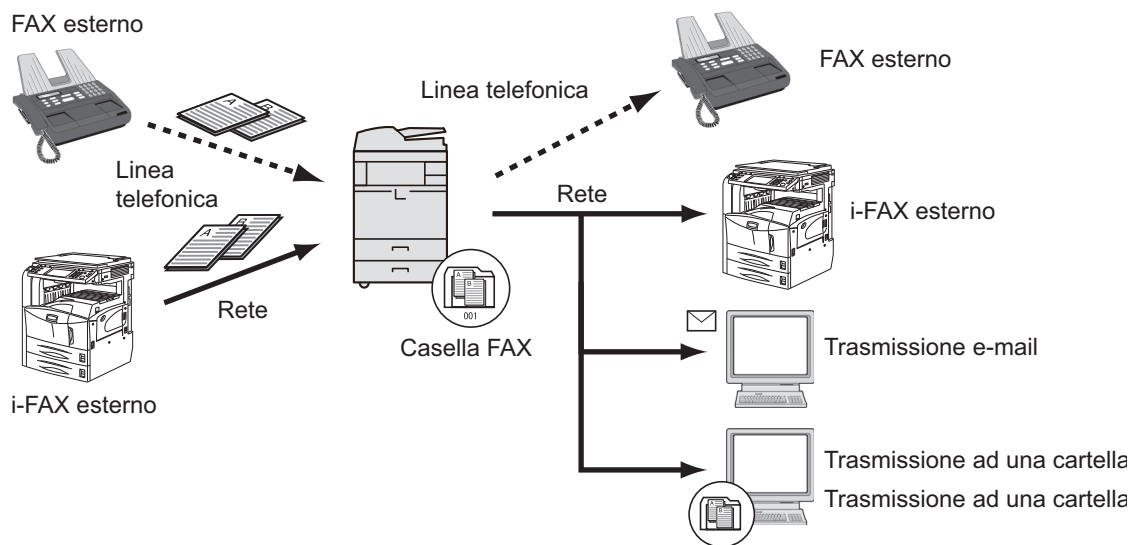 FAX esterno
Linea
telefonica
Rete
i-FAX esterno
A
B
A
B
A
B
001
Casella FAX
Linea telefonica
FAX esterno
Rete
i-FAX esterno
Trasmissione e-mail
Trasmissione ad una cartella
Trasmissione ad una cartella
A
B